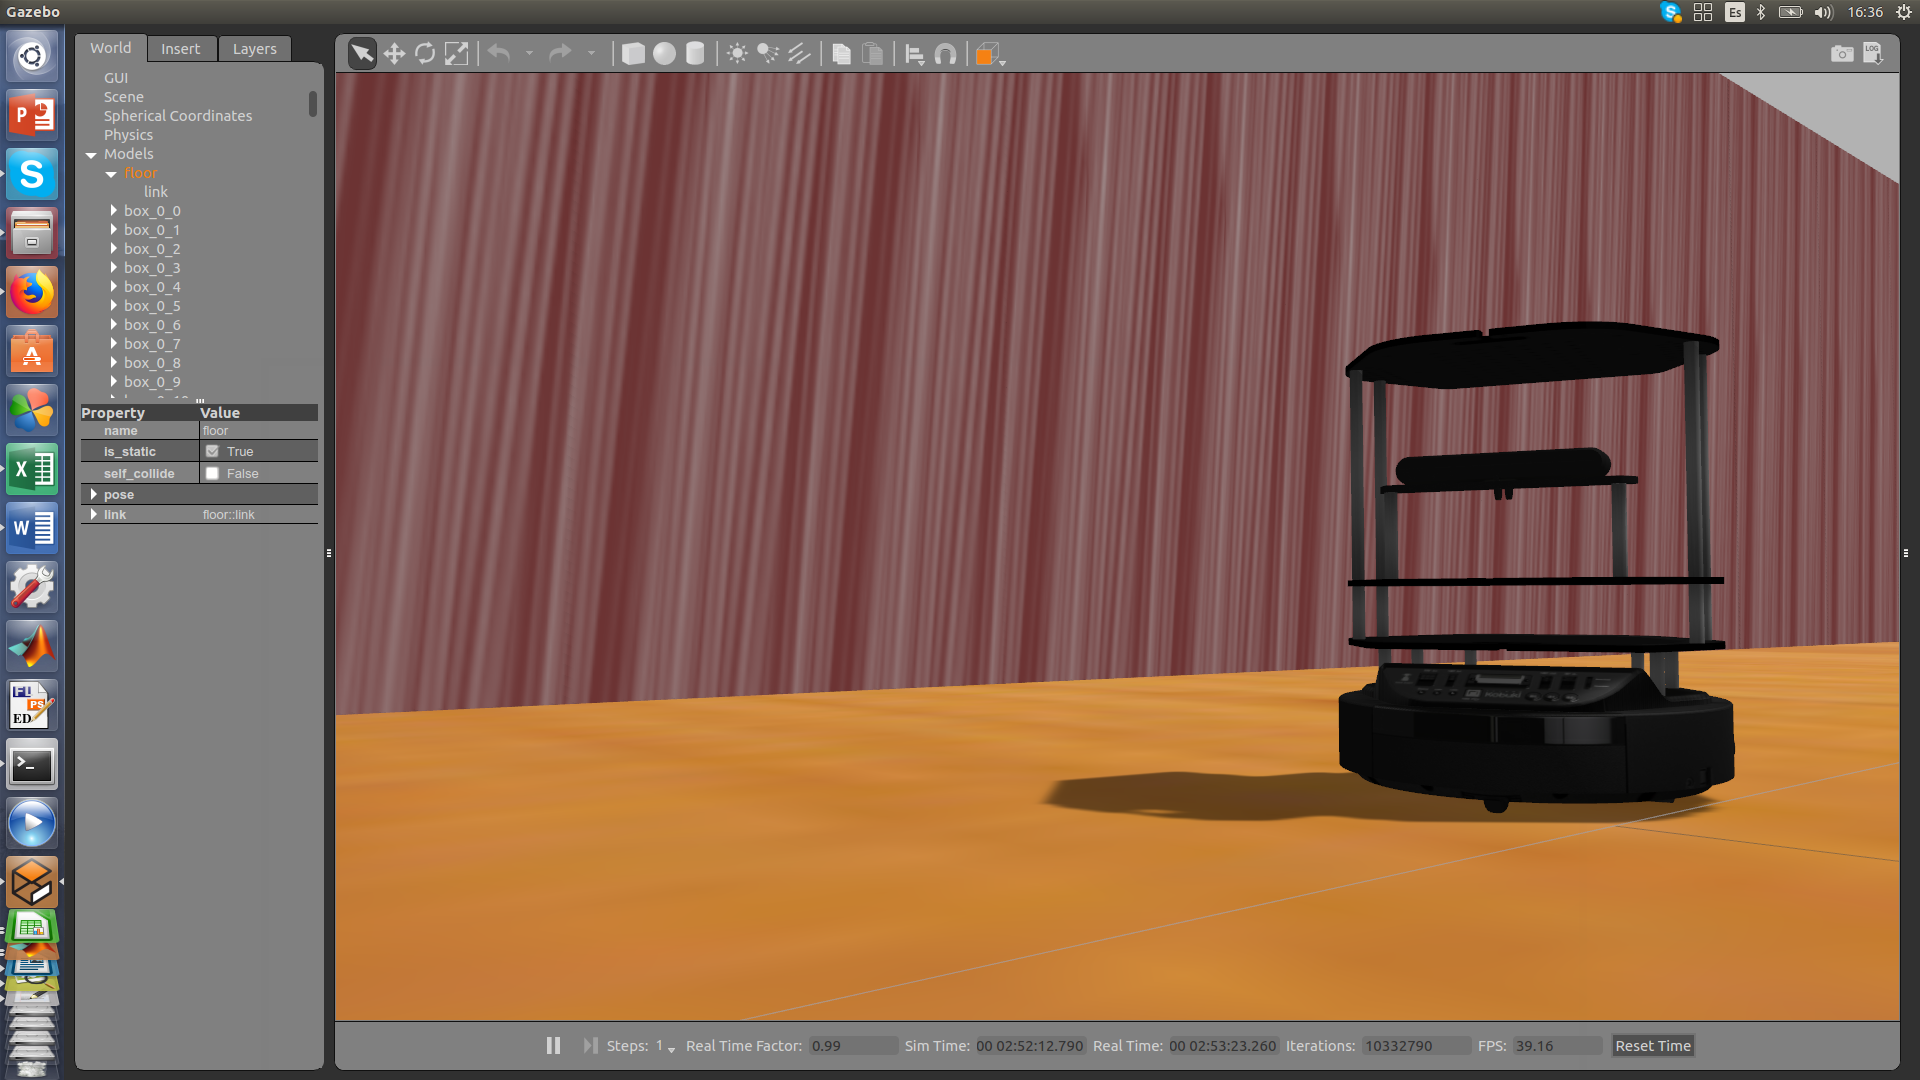 Gazebo
Es
16:36
World
Insert
Layers
LOG
GUI
Scene
Spherical Coordinates
Physics
Models
floor
link
box_0_0
box_0_1
box_0_2
box_0_3
box_0_4
box_0_5
box_0_6
box_0_7
box_0_8
box_0_9
Property Value
name floor
is_static True
self_collide False
pose
link floor::link
Steps: 1 Real Time Factor: 0.99 Sim Time: 00 02:52:12.790 Real Time: 00 02:53:23.260 Iterations: 10332790 FPS: 39.16 Reset Time